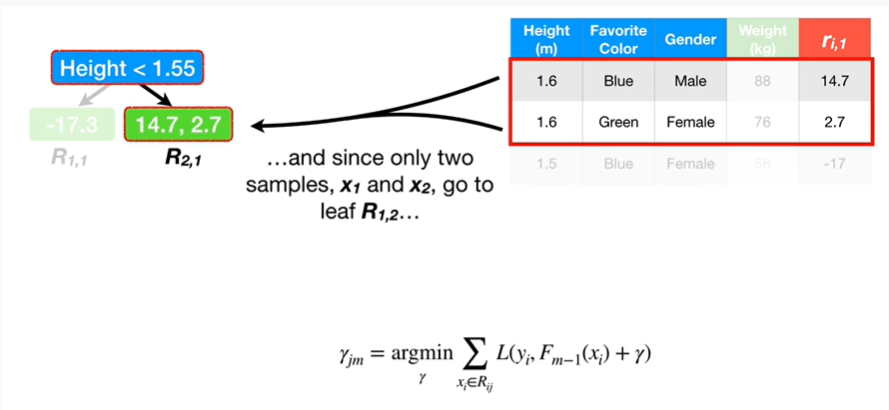 Height (m) Favorite Color Gender Weight (kg) ri,1
Height < 1.55
1.6 Blue Male 88 14.7
-17.3 14.7, 2.7
1.6 Green Female 76 2.7
R1,1 R2,1
1.5 Blue Female 56 -17
…and since only two
samples, x1 and x2, go to
leaf R1,2…
γjm = argmin γ ∑ xi∈Rij L(yi, Fm−1(xi) + γ)